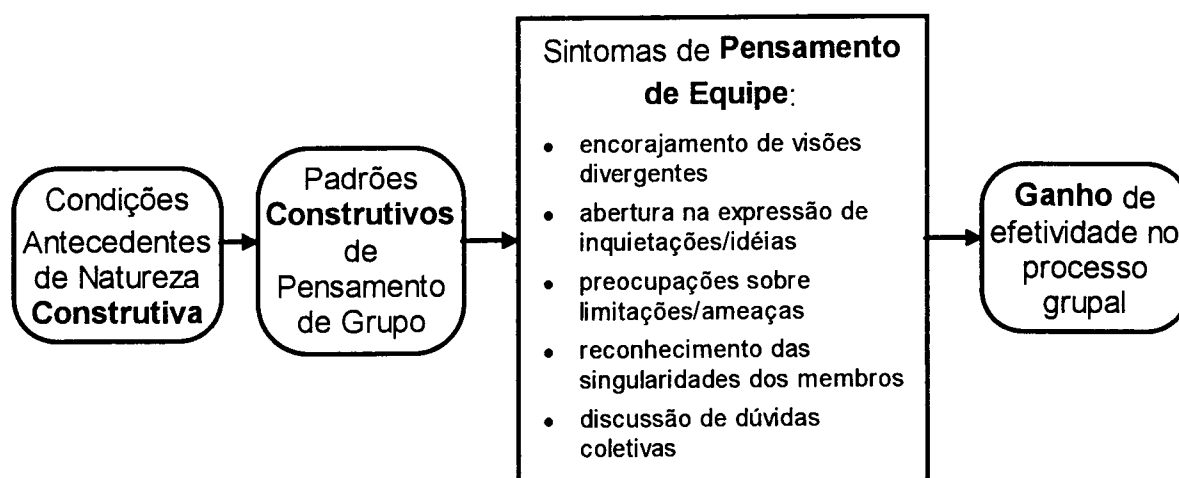 Condições
Antecedentes
de Natureza
Construtiva
Padrões
Construtivos
de
Pensamento
de Grupo
Sintomas de Pensamento
de Equipe:
• encorajamento de visões
divergentes
• abertura na expressão de
inquietações/idéias
• preocupações sobre
limitações/ameaças
• reconhecimento das
singularidades dos membros
• discussão de dúvidas
coletivas
Ganho de
efetividade no
processo
grupal